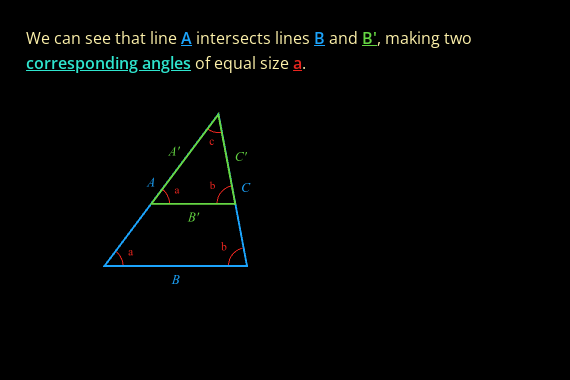 We can see that line A intersects lines B and B', making two
corresponding angles of equal size a.
c
A'
C'
A
a
b
C
B'
b
a
B